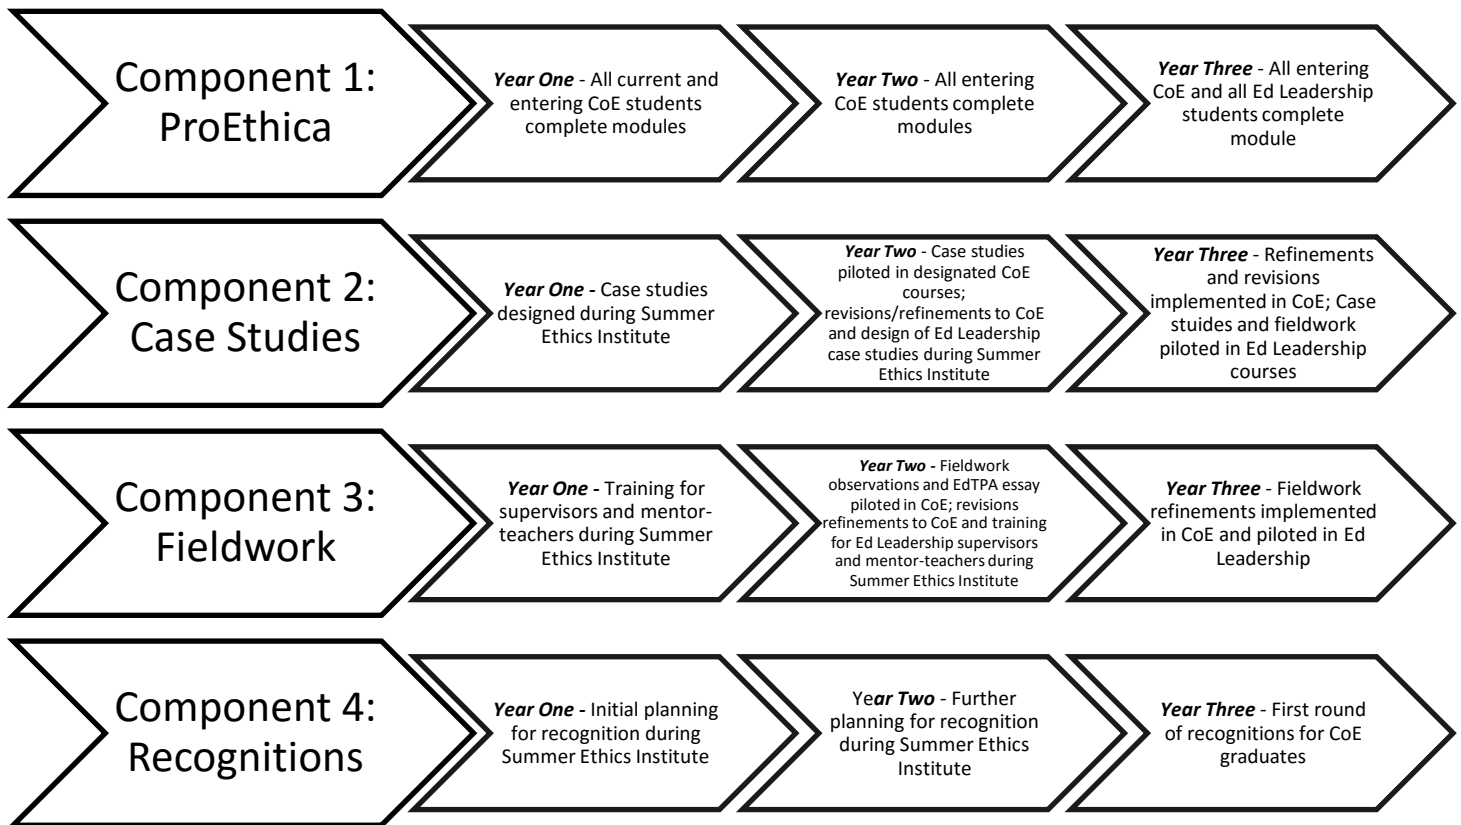 Component 1:
ProEthica
Year One - All current and
entering CoE students
complete modules
Year Two - All entering
CoE students complete
modules
Year Three - All entering
CoE and all Ed Leadership
students complete
module
Component 2:
Case Studies
Year One - Case studies
designed during Summer
Ethics Institute
Year Two - Case studies
piloted in designated CoE
courses;
revisions/refinements to CoE
and design of Ed Leadership
case studies during Summer
Ethics Institute
Year Three - Refinements
and revisions
implemented in CoE; Case
stuides and fieldwork
piloted in Ed Leadership
courses
Component 3:
Fieldwork
Year One - Training for
supervisors and mentor-
teachers during Summer
Ethics Institute
Year Two - Fieldwork
observations and EdTPA essay
piloted in CoE; revisions
refinements to CoE and training
for Ed Leadership supervisors
and mentor-teachers during
Summer Ethics Institute
Year Three - Fieldwork
refinements implemented
in CoE and piloted in Ed
Leadership
Component 4:
Recognitions
Year One - Initial planning
for recognition during
Summer Ethics Institute
Year Two - Further
planning for recognition
during Summer Ethics
Institute
Year Three - First round
of recognitions for CoE
graduates